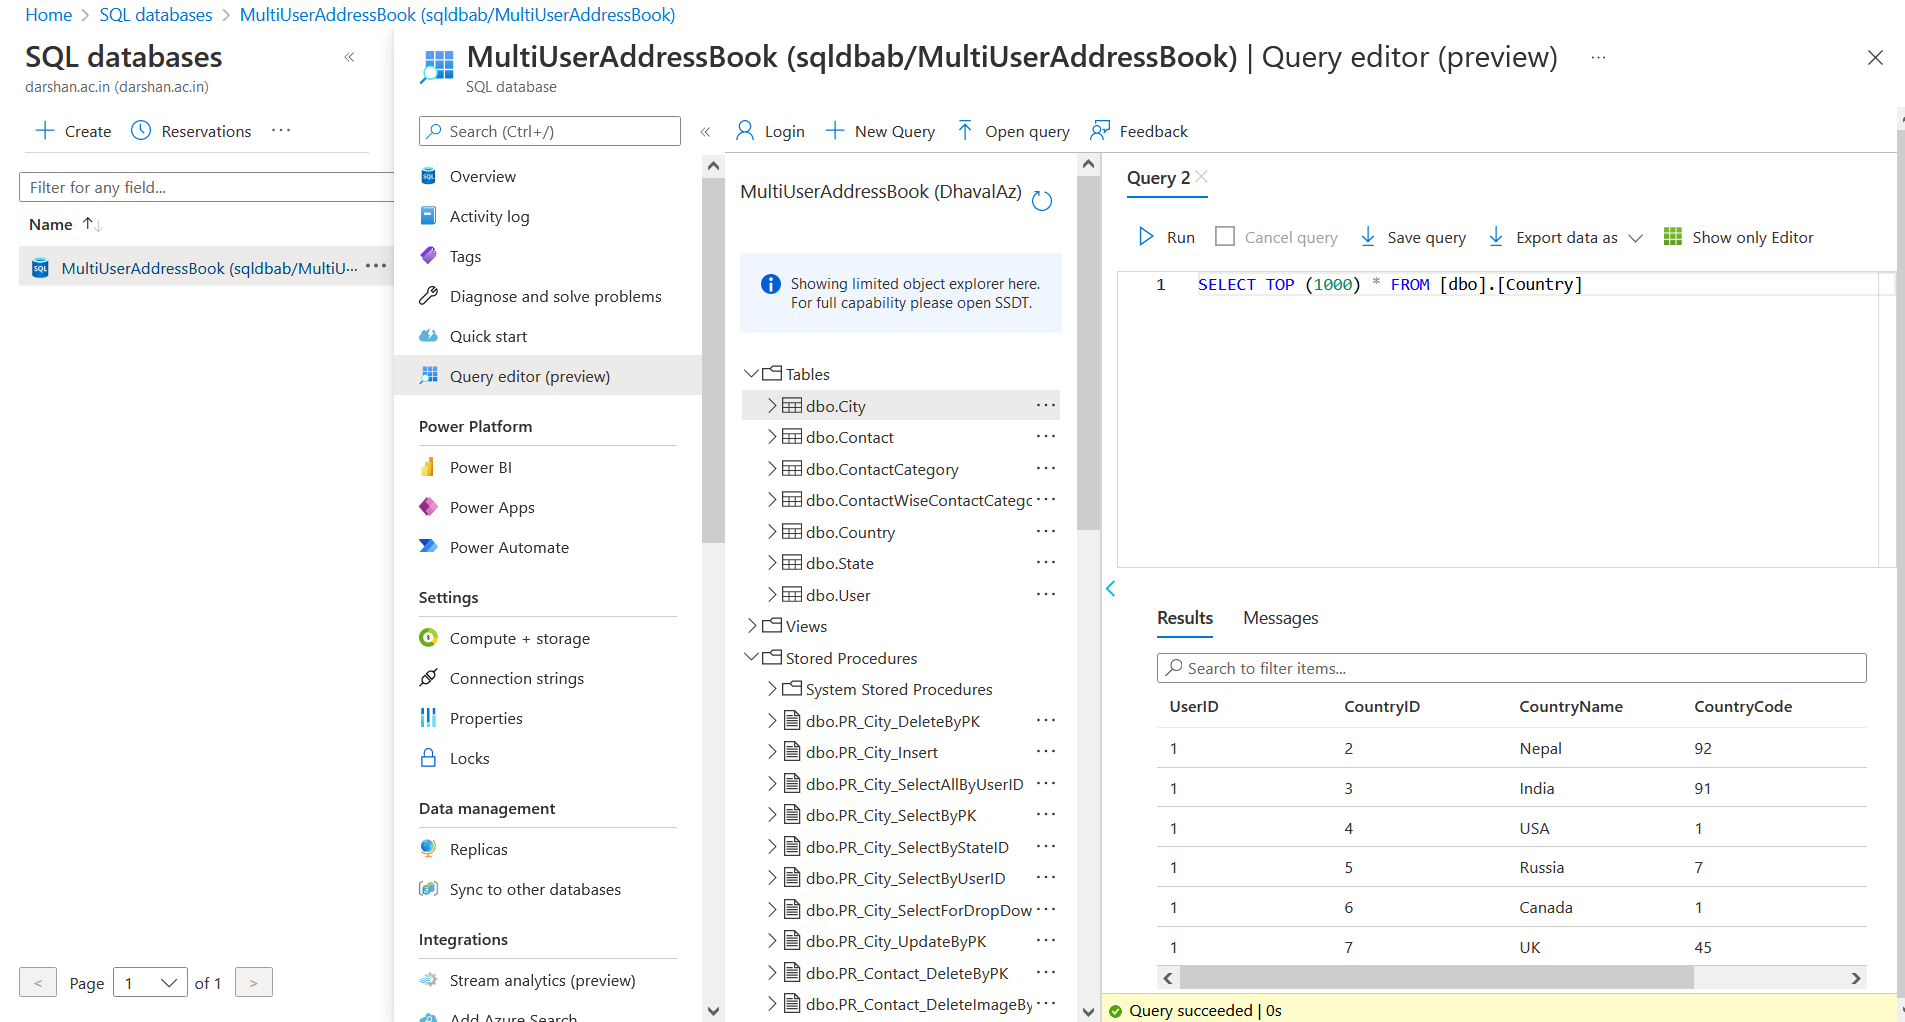 Home > SQL databases > MultiUserAddressBook (sqldbab/MultiUserAddressBook)
SQL databases «
darshan.ac.in (darshan.ac.in)
+ Create Reservations ...
Filter for any field...
Name ↑↓
MultiUserAddressBook (sqldbab/MultiU... ...
< Page 1 of 1 >
MultiUserAddressBook (sqldbab/MultiUserAddressBook) | Query editor (preview) ...
SQL database
Search (Ctrl+/) «
Overview
Activity log
Tags
Diagnose and solve problems
Quick start
Query editor (preview)
Power Platform
Power BI
Power Apps
Power Automate
Settings
Compute + storage
Connection strings
Properties
Locks
Data management
Replicas
Sync to other databases
Integrations
Stream analytics (preview)
Add Azure Search
Login + New Query Open query Feedback
MultiUserAddressBook (DhavalAz)
Showing limited object explorer here.
For full capability please open SSDT.
Tables
dbo.City ...
dbo.Contact ...
dbo.ContactCategory ...
dbo.ContactWiseContactCatego ...
dbo.Country ...
dbo.State ...
dbo.User ...
Views
Stored Procedures
System Stored Procedures
dbo.PR_City_DeleteByPK ...
dbo.PR_City_Insert ...
dbo.PR_City_SelectAllByUserID ...
dbo.PR_City_SelectByPK ...
dbo.PR_City_SelectByStateID ...
dbo.PR_City_SelectByUserID ...
dbo.PR_City_SelectForDropDow ...
dbo.PR_City_UpdateByPK ...
dbo.PR_Contact_DeleteByPK ...
dbo.PR_Contact_DeleteImageBy ...
Query 2
Run Cancel query Save query Export data as Show only Editor
1 SELECT TOP (1000) * FROM [dbo].[Country]
Results Messages
Search to filter items...
UserID CountryID CountryName CountryCode
1 2 Nepal 92
1 3 India 91
1 4 USA 1
1 5 Russia 7
1 6 Canada 1
1 7 UK 45
Query succeeded | 0s